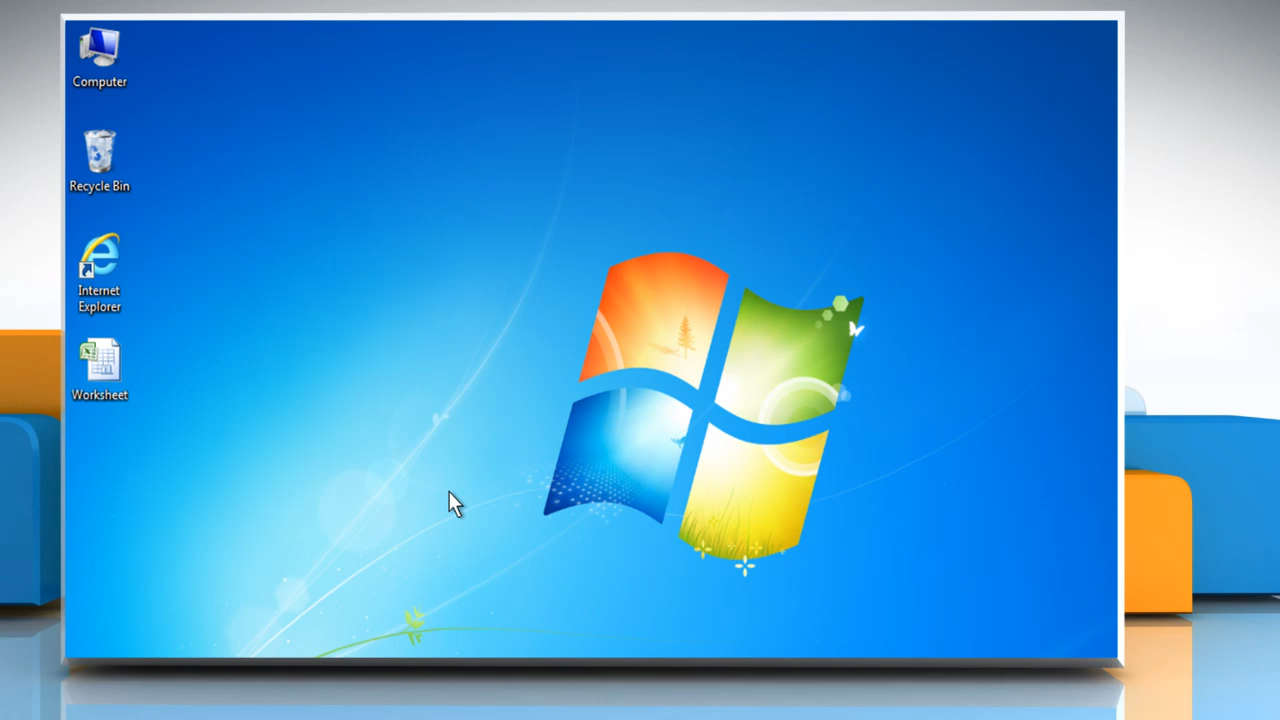 Computer
Recycle Bin
Internet
Explorer
Worksheet